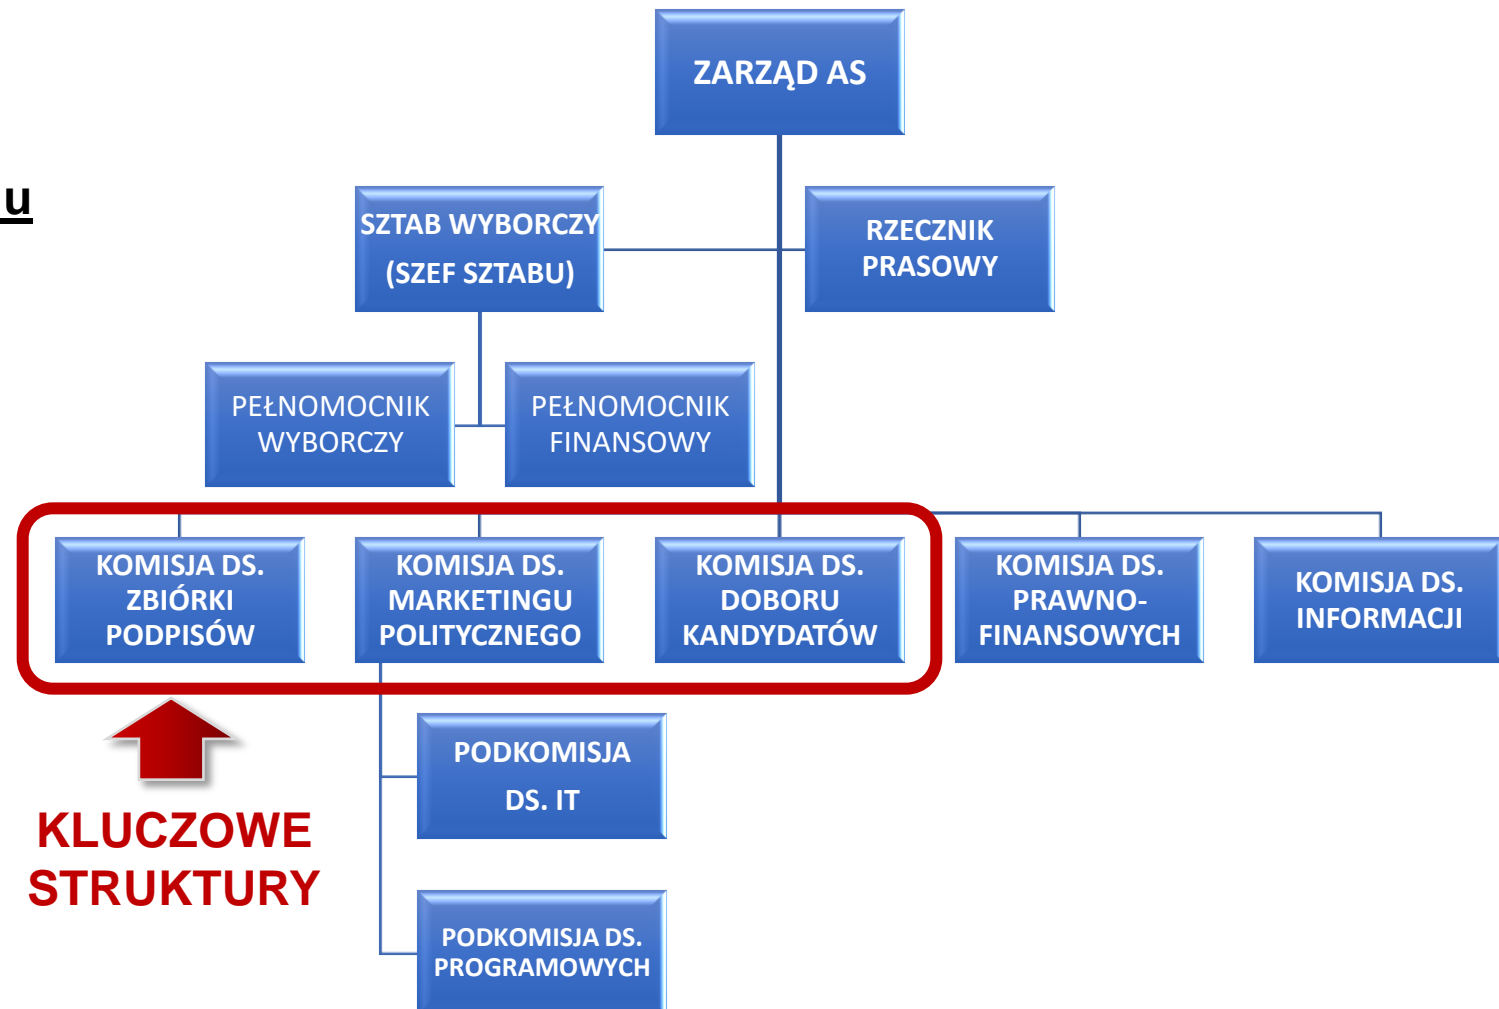 ZARZĄD AS
u
SZTAB WYBORCZY
(SZEF SZTABU)
RZECZNIK
PRASOWY
PEŁNOMOCNIK
WYBORCZY
PEŁNOMOCNIK
FINANSOWY
KOMISJA DS.
ZBIÓRKI
PODPISÓW
KOMISJA DS.
MARKETINGU
POLITYCZNEGO
KOMISJA DS.
DOBORU
KANDYDATÓW
KOMISJA DS.
PRAWNO-
FINANSOWYCH
KOMISJA DS.
INFORMACJI
PODKOMISJA
DS. IT
KLUCZOWE
STRUKTURY
PODKOMISJA DS.
PROGRAMOWYCH